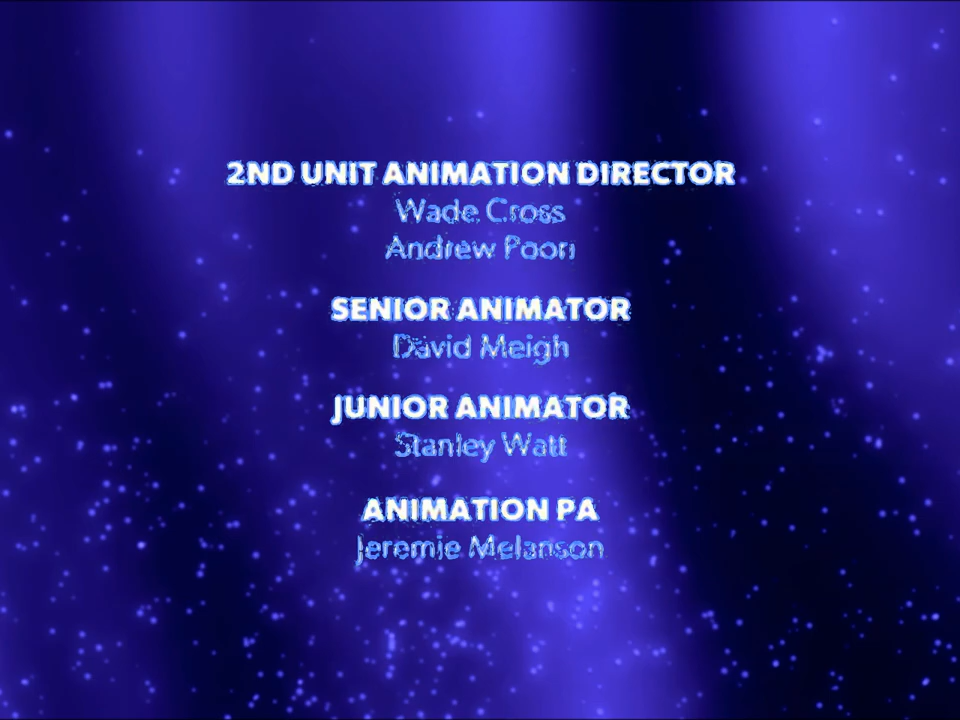 2ND UNIT ANIMATION DIRECTOR
Wade Cross
Andrew Poon
SENIOR ANIMATOR
David Meigh
JUNIOR ANIMATOR
Stanley Watt
ANIMATION PA
Jeremie Melanson